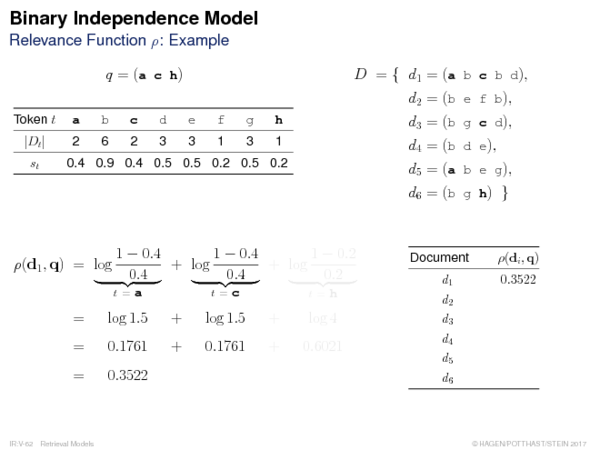 Binary Independence Model
Relevance Function ρ: Example
q = (a c h)
D = { d₁ = (a b c b d),
d₂ = (b e f b),
d₃ = (b g c d),
d₄ = (b d e),
d₅ = (a b e g),
d₆ = (b g h) }
Token t a b c d e f g h
|Dₜ| 2 6 2 3 3 1 3 1
sₜ 0.4 0.9 0.4 0.5 0.5 0.2 0.5 0.2
ρ(d₁, q) = log (1 − 0.4)/0.4 + log (1 − 0.4)/0.4 + log (1 − 0.2)/0.2
t = a t = c t = h
= log 1.5 + log 1.5 + log 4
= 0.1761 + 0.1761 + 0.6021
= 0.3522
Document ρ(dᵢ, q)
d₁ 0.3522
d₂
d₃
d₄
d₅
d₆
IR:V-62 Retrieval Models
© HAGEN/POTTHAST/STEIN 2017